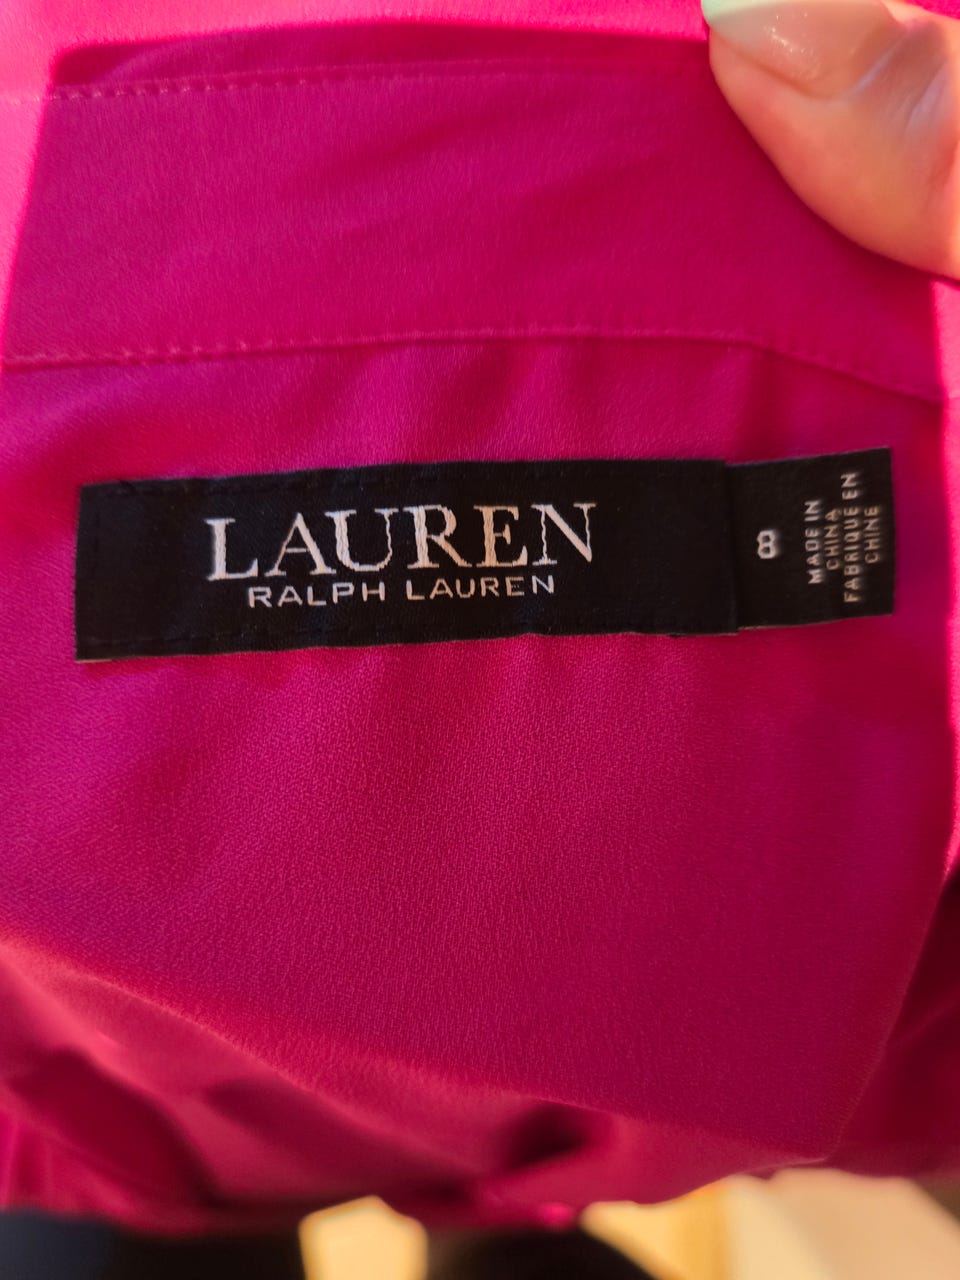 LAUREN
RALPH LAUREN
8
MADE IN
CHINA
FABRIQUE EN
CHINE